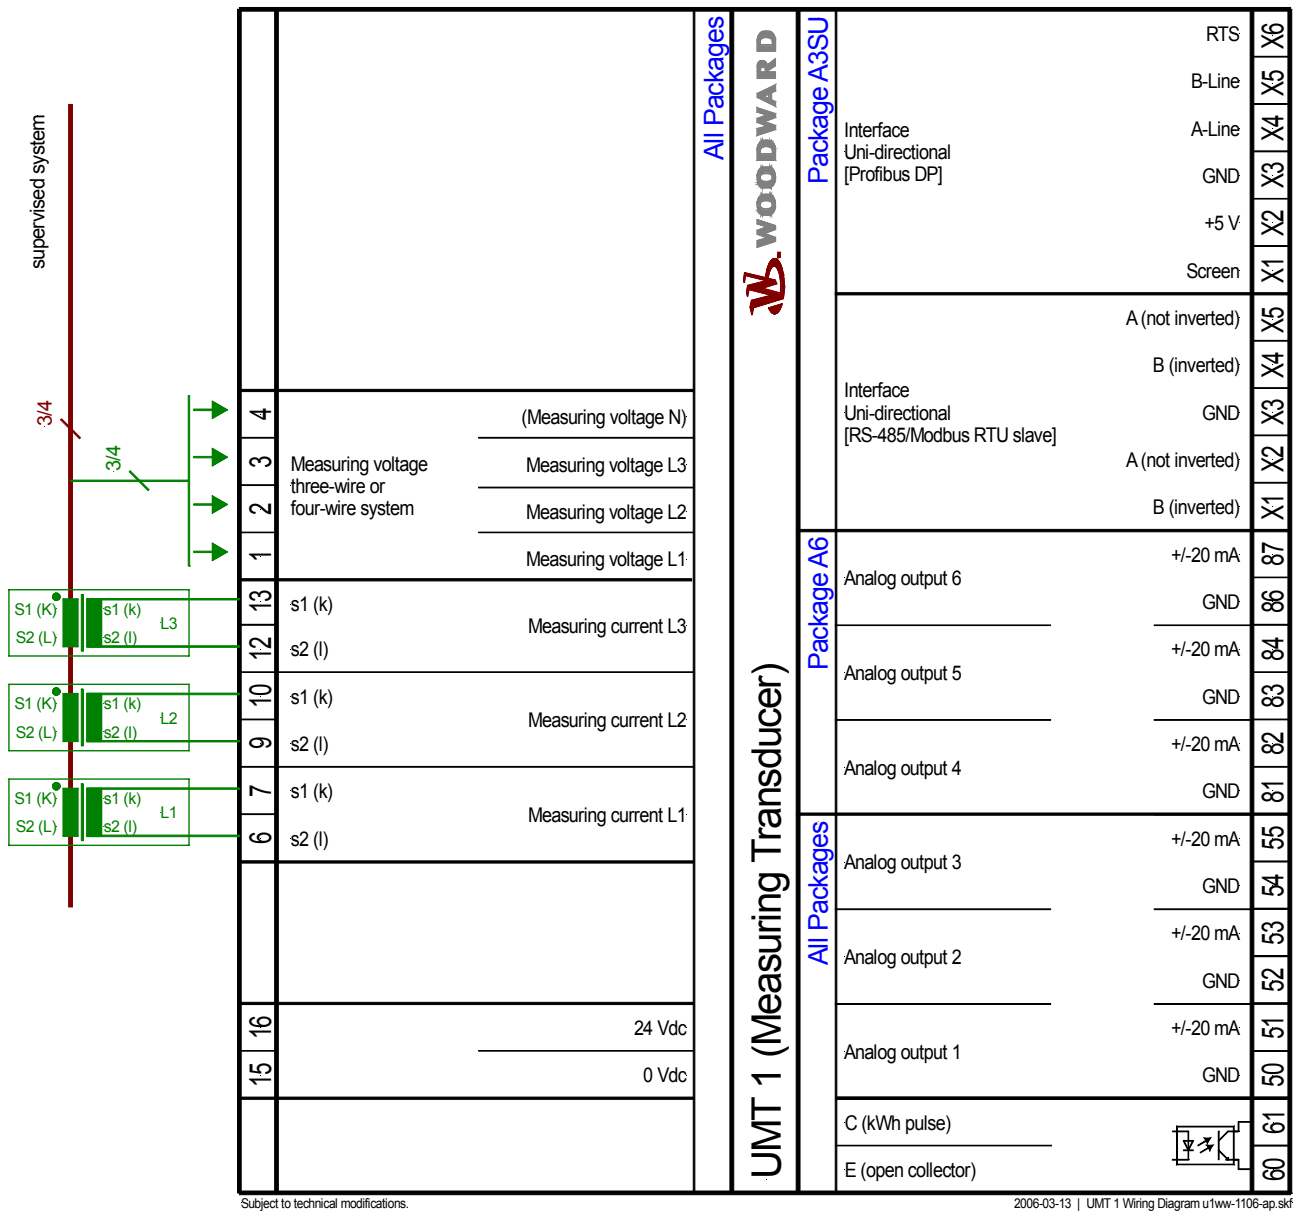 supervised system
3/4
3/4
S1 (K)
S2 (L)
s1 (k)
s2 (l)
L3
S1 (K)
S2 (L)
s1 (k)
s2 (l)
L2
S1 (K)
S2 (L)
s1 (k)
s2 (l)
L1
4
(Measuring voltage N)
3
Measuring voltage L3
2
Measuring voltage L2
1
Measuring voltage L1
Measuring voltage
three-wire or
four-wire system
13
s1 (k)
12
s2 (l)
Measuring current L3
10
s1 (k)
9
s2 (l)
Measuring current L2
7
s1 (k)
6
s2 (l)
Measuring current L1
16
24 Vdc
15
0 Vdc
All Packages
WOODWARD
UMT 1 (Measuring Transducer)
Package A3SU
Interface
Uni-directional
[Profibus DP]
RTS X6
B-Line X5
A-Line X4
GND X3
+5 V X2
Screen X1
Interface
Uni-directional
[RS-485/Modbus RTU slave]
A (not inverted) X5
B (inverted) X4
GND X3
A (not inverted) X2
B (inverted) X1
Package A6
Analog output 6
+/-20 mA 87
GND 86
Analog output 5
+/-20 mA 84
GND 83
Analog output 4
+/-20 mA 82
GND 81
All Packages
Analog output 3
+/-20 mA 55
GND 54
Analog output 2
+/-20 mA 53
GND 52
Analog output 1
+/-20 mA 51
GND 50
C (kWh pulse) 61
E (open collector) 60
Subject to technical modifications.
2006-03-13 | UMT 1 Wiring Diagram u1ww-1106-ap.skf